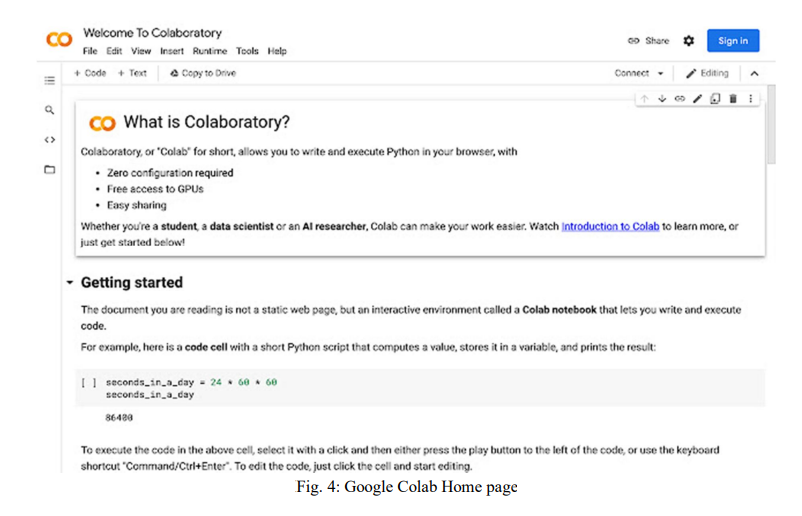 Welcome To Colaboratory
File Edit View Insert Runtime Tools Help
Share
Sign in
+ Code + Text Copy to Drive
Connect
Editing
What is Colaboratory?
Colaboratory, or "Colab" for short, allows you to write and execute Python in your browser, with
• Zero configuration required
• Free access to GPUs
• Easy sharing
Whether you're a student, a data scientist or an AI researcher, Colab can make your work easier. Watch Introduction to Colab to learn more, or
just get started below!
Getting started
The document you are reading is not a static web page, but an interactive environment called a Colab notebook that lets you write and execute
code.
For example, here is a code cell with a short Python script that computes a value, stores it in a variable, and prints the result:
[ ] seconds_in_a_day = 24 * 60 * 60
seconds_in_a_day
86400
To execute the code in the above cell, select it with a click and then either press the play button to the left of the code, or use the keyboard
shortcut "Command/Ctrl+Enter". To edit the code, just click the cell and start editing.
Fig. 4: Google Colab Home page